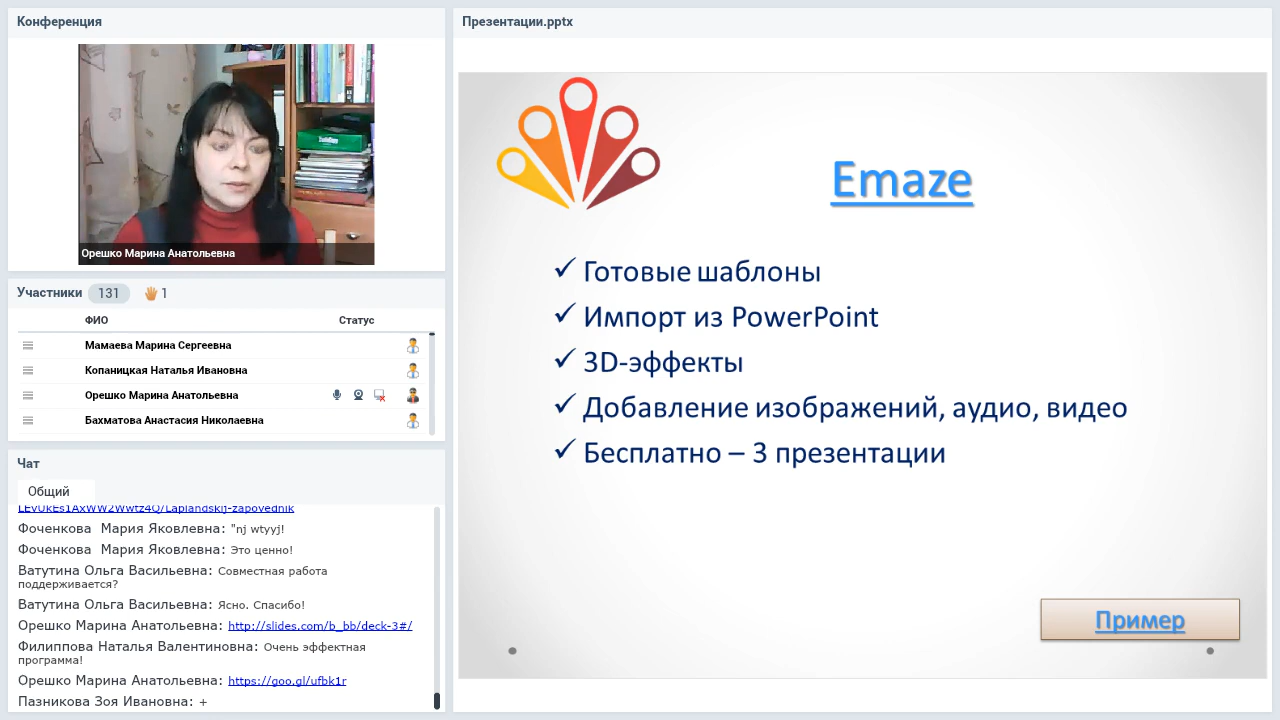 Конференция
Орешко Марина Анатольевна
Участники 131 1
ФИО Статус
Мамаева Марина Сергеевна
Копаницкая Наталья Ивановна
Орешко Марина Анатольевна
Бахматова Анастасия Николаевна
Чат
Общий
LEvUkEs1AxWW2Wwtz4Q/Laplandskij-zapovednik
Фоченкова Мария Яковлевна: "nj wtyyj!
Фоченкова Мария Яковлевна: Это ценно!
Ватутина Ольга Васильевна: Совместная работа
поддерживается?
Ватутина Ольга Васильевна: Ясно. Спасибо!
Орешко Марина Анатольевна: http://slides.com/b_bb/deck-3#/
Филиппова Наталья Валентиновна: Очень эффектная
программа!
Орешко Марина Анатольевна: https://goo.gl/ufbk1r
Пазникова Зоя Ивановна: +
Презентации.pptx
Emaze
✓ Готовые шаблоны
✓ Импорт из PowerPoint
✓ 3D-эффекты
✓ Добавление изображений, аудио, видео
✓ Бесплатно – 3 презентации
Пример